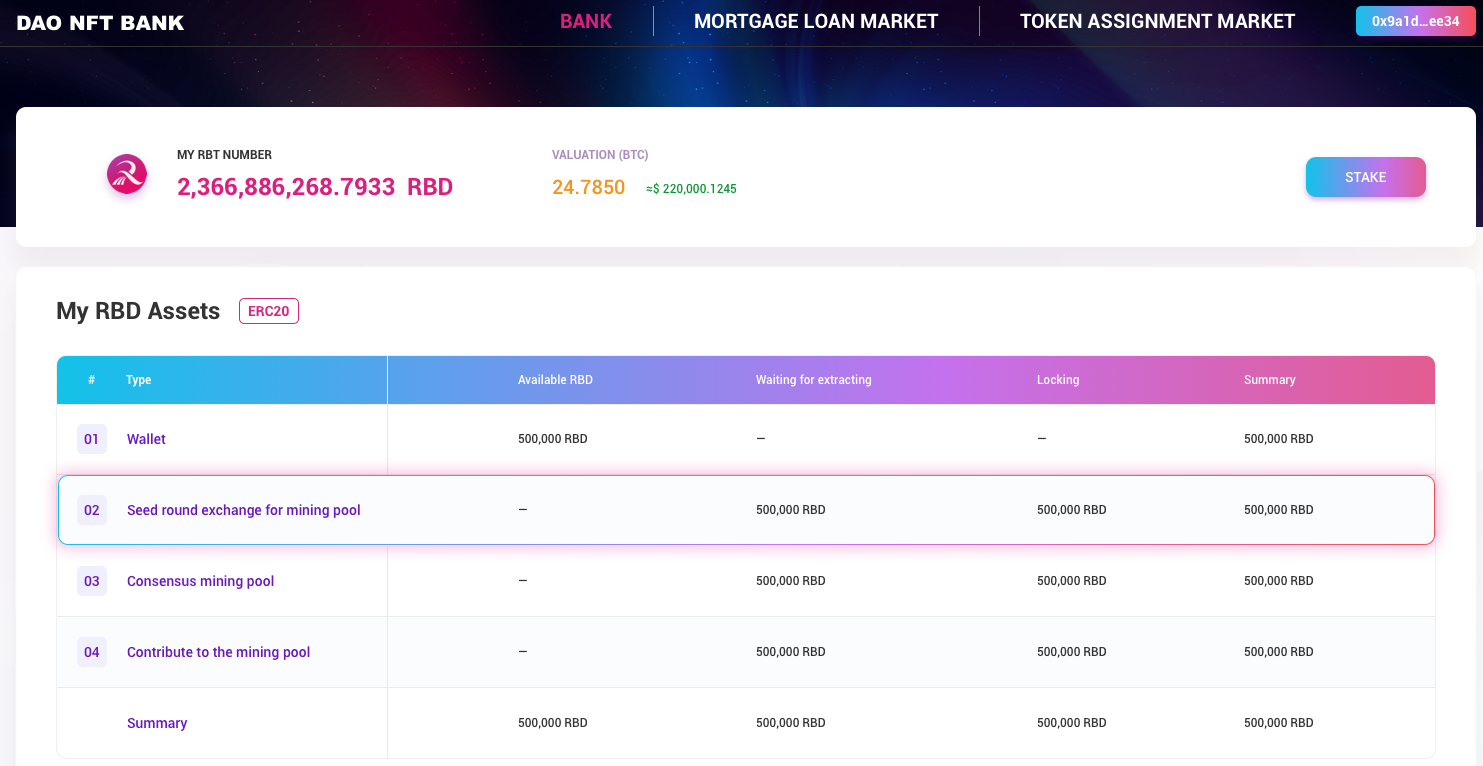 DAO NFT BANK
BANK
MORTGAGE LOAN MARKET
TOKEN ASSIGNMENT MARKET
0x9a1d...ee34
MY RBT NUMBER
2,366,886,268.7933 RBD
VALUATION (BTC)
24.7850 ≈$ 220,000.1245
STAKE
My RBD Assets ERC20
# Type Available RBD Waiting for extracting Locking Summary
01 Wallet 500,000 RBD — — 500,000 RBD
02 Seed round exchange for mining pool — 500,000 RBD 500,000 RBD 500,000 RBD
03 Consensus mining pool — 500,000 RBD 500,000 RBD 500,000 RBD
04 Contribute to the mining pool — 500,000 RBD 500,000 RBD 500,000 RBD
Summary 500,000 RBD 500,000 RBD 500,000 RBD 500,000 RBD